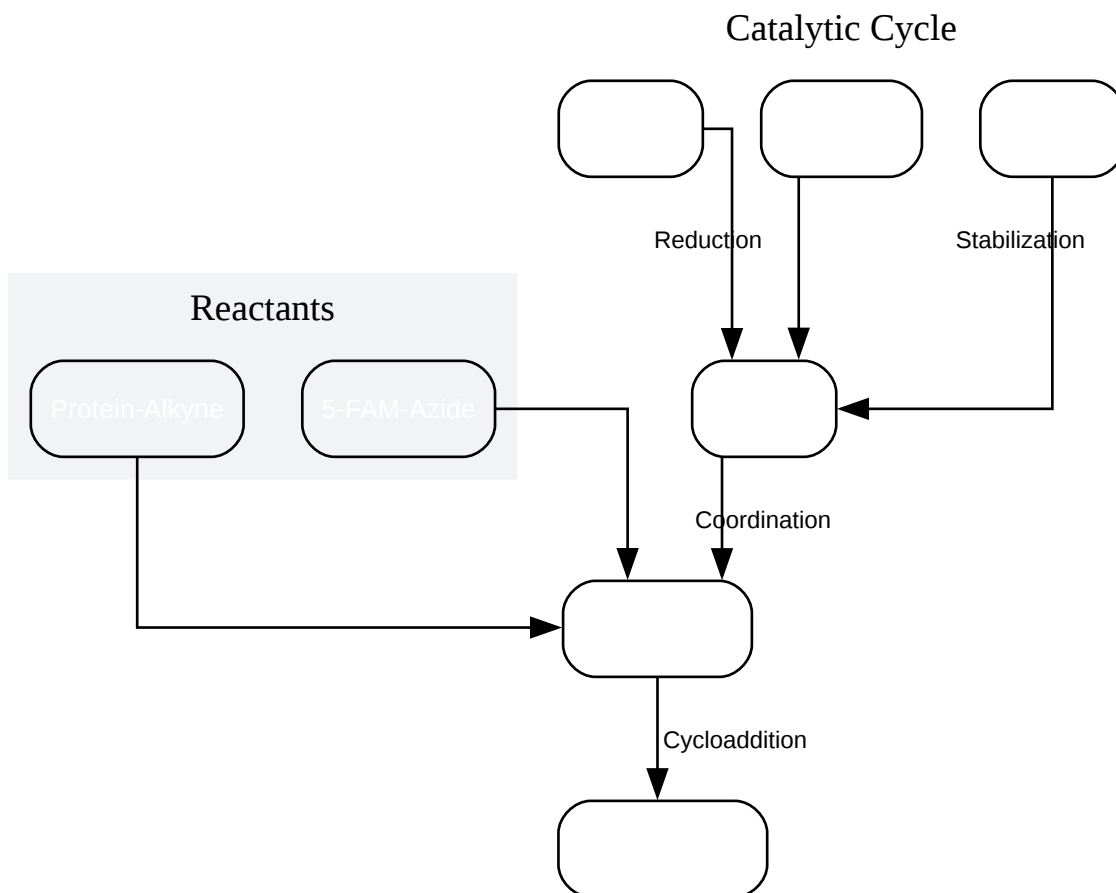 Catalytic Cycle
Reduction
Stabilization
Reactants
Protein-Alkyne
5-FAM-Azide
Coordination
Cycloaddition